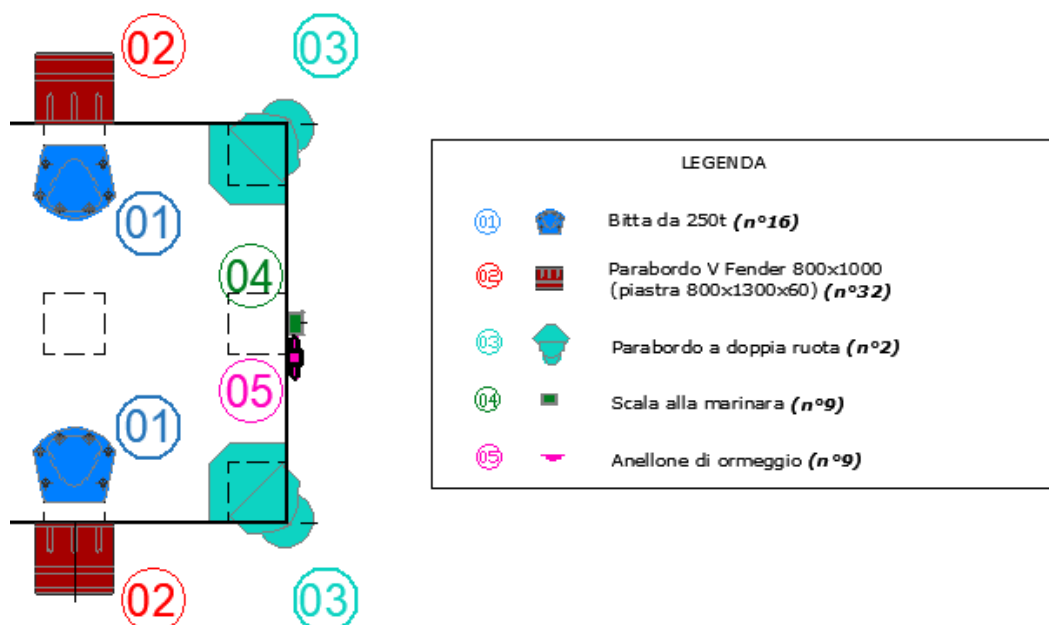 02
03
01
04
05
01
02
03
LEGENDA
01 Bitta da 250t (n°16)
02 Parabordo V Fender 800x1000
(piastra 800x1300x60) (n°32)
03 Parabordo a doppia ruota (n°2)
04 Scala alla marinara (n°9)
05 Anellone di ormeggio (n°9)